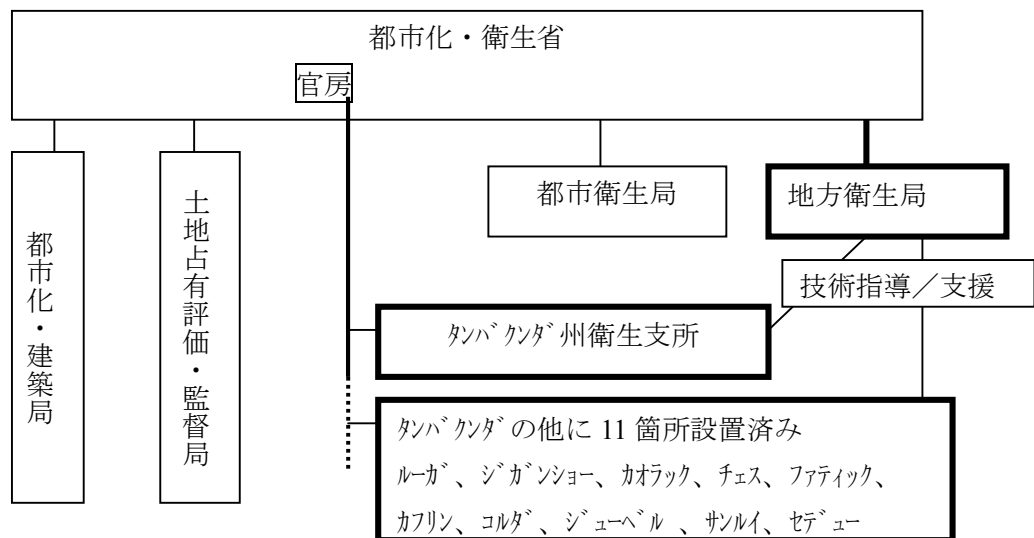 都市化・衛生省
官房
都市化・建築局
土地占有評価・監督局
都市衛生局
地方衛生局
技術指導／支援
ﾀﾝﾊﾞｸﾝﾀﾞ州衛生支所
ﾀﾝﾊﾞｸﾝﾀﾞの他に 11 箇所設置済み
ﾙｰｶﾞ、ｼﾞｶﾞﾝｼｮｰ、ｶｵﾗｯｸ、ﾁｪｽ、ﾌｧﾃｨｯｸ、
ｶﾌﾘﾝ、ｺﾙﾀﾞ、ｼﾞｭｰﾍﾞﾙ 、ｻﾝﾙｲ、ｾﾃﾞｭｰ